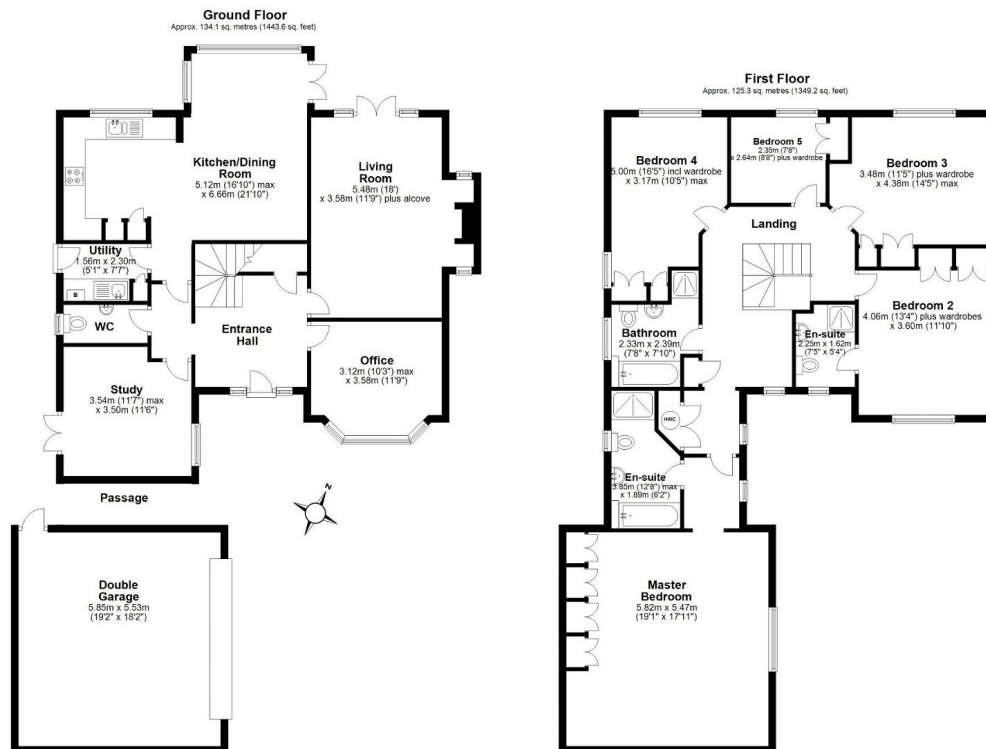 Ground Floor
Approx. 134.1 sq. metres (1443.6 sq. feet)
Kitchen/Dining
Room
5.12m (16'10") max
x 6.66m (21'10")
Living
Room
5.48m (18')
x 3.58m (11'9") plus alcove
Utility
1.56m x 2.30m
(5'1" x 7'7")
WC
Entrance
Hall
Office
3.12m (10'3") max
x 3.58m (11'9")
Study
3.54m (11'7") max
x 3.50m (11'6")
Passage
N
Double
Garage
5.85m x 5.53m
(19'2" x 18'2")
First Floor
Approx. 125.3 sq. metres (1349.2 sq. feet)
Bedroom 4
5.00m (16'5") incl wardrobe
x 3.17m (10'5") max
Bedroom 5
2.35m (7'8")
x 2.64m (8'8") plus wardrobe
Bedroom 3
3.48m (11'5") plus wardrobe
x 4.38m (14'5") max
Landing
Bedroom 2
4.06m (13'4") plus wardrobes
x 3.60m (11'10")
Bathroom
2.33m x 2.39m
(7'8" x 7'10")
En-suite
2.25m x 1.62m
(7'5" x 5'4")
HWC
En-suite
3.85m (12'8") max
x 1.89m (6'2")
Master
Bedroom
5.82m x 5.47m
(19'1" x 17'11")